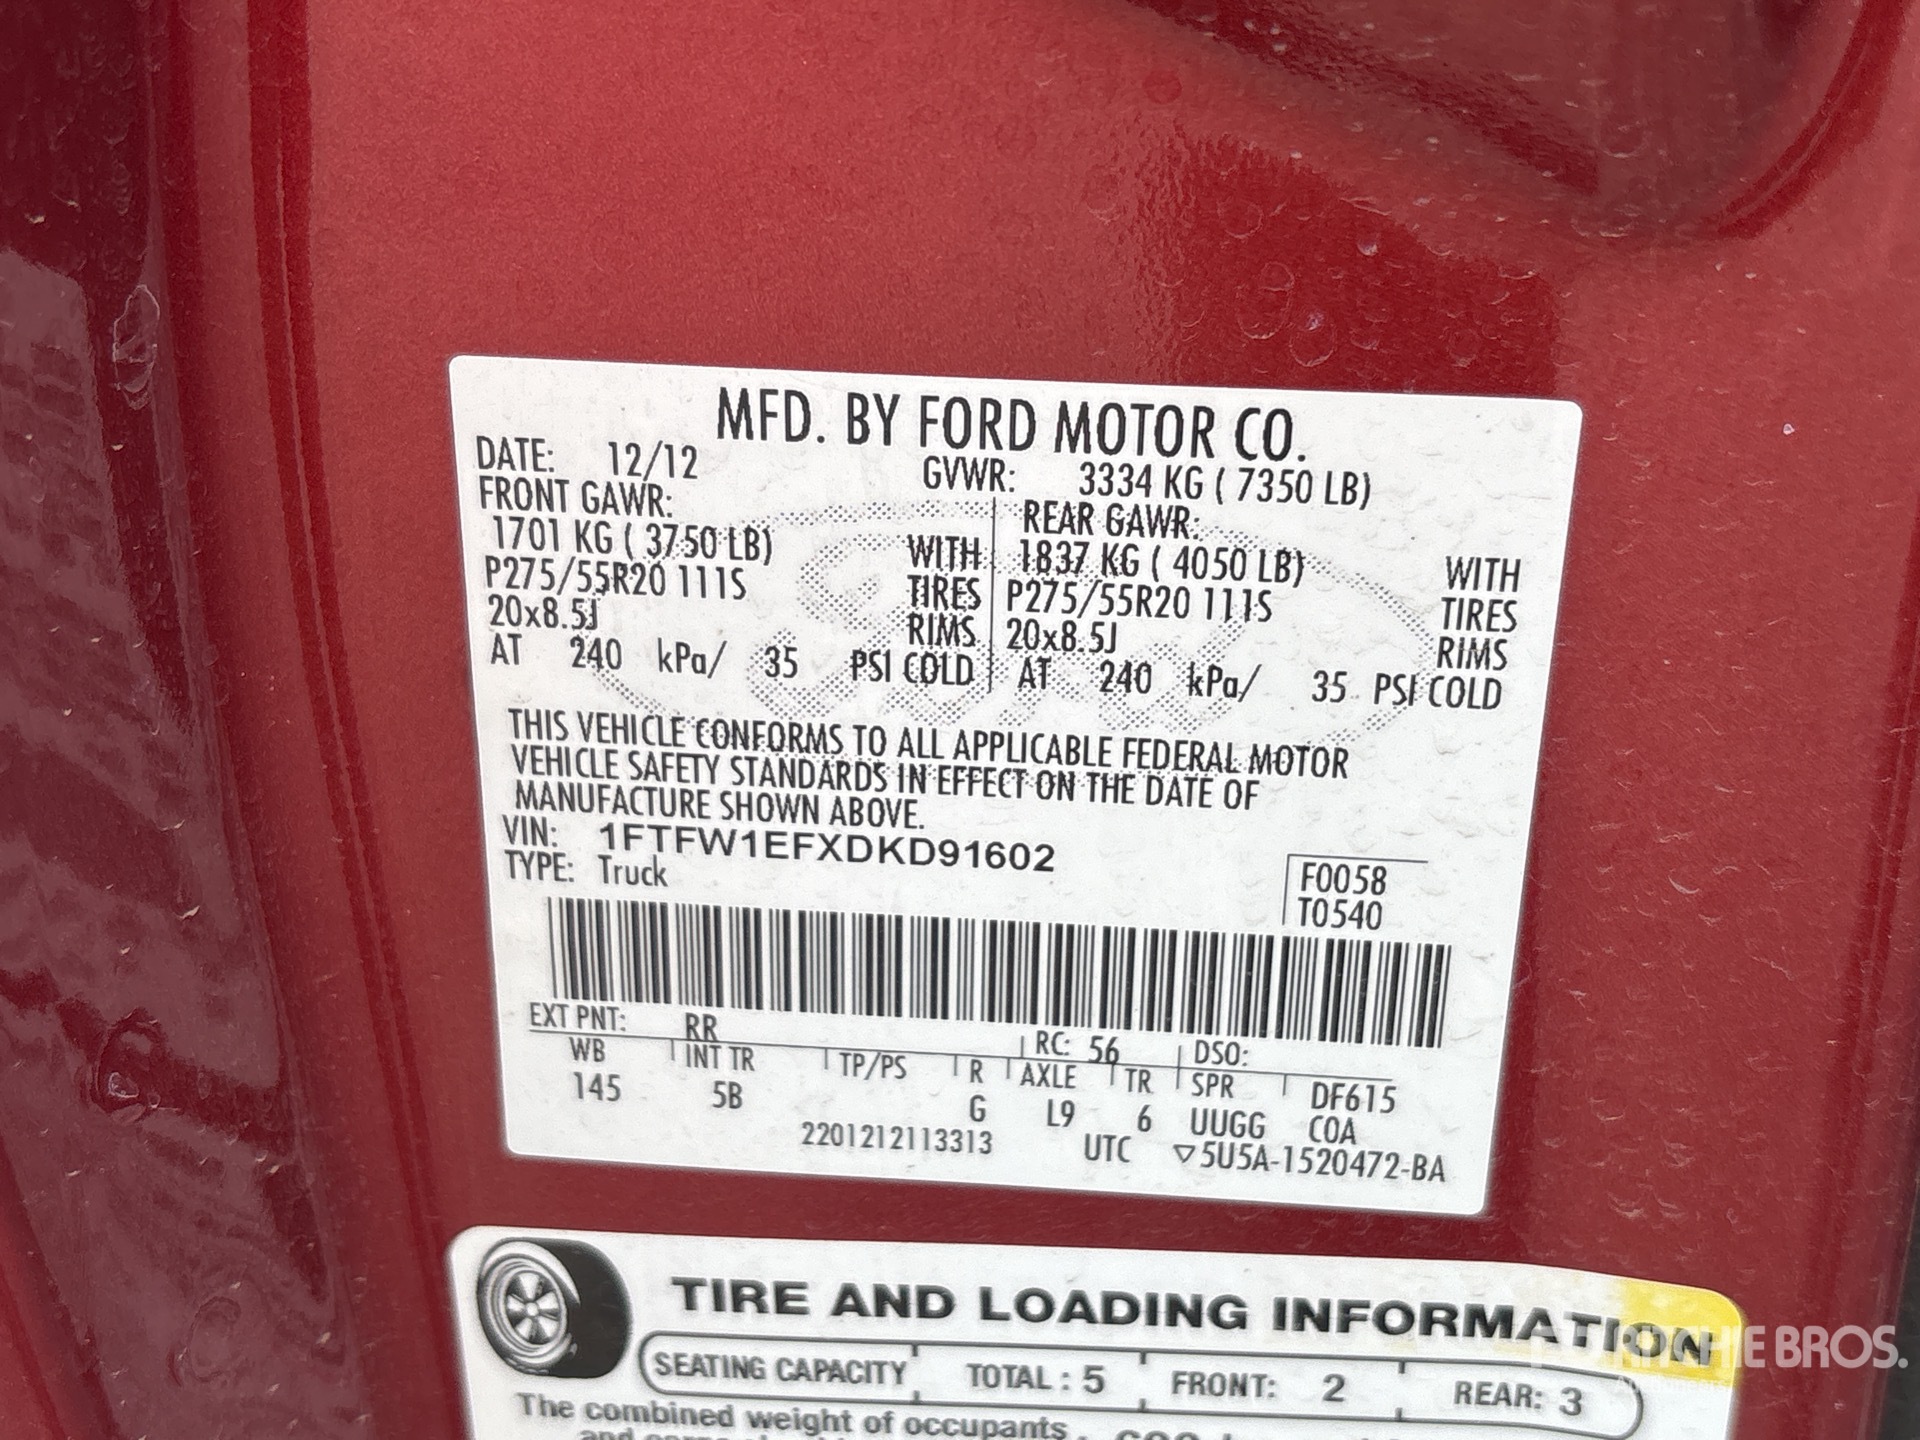 MFD. BY FORD MOTOR CO.
DATE: 12/12 GVWR: 3334 KG ( 7350 LB)
FRONT GAWR: REAR GAWR:
1701 KG ( 3750 LB) WITH 1837 KG ( 4050 LB) WITH
P275/55R20 111S TIRES P275/55R20 111S TIRES
20x8.5J RIMS 20x8.5J RIMS
AT 240 kPa/ 35 PSI COLD AT 240 kPa/ 35 PSI COLD
THIS VEHICLE CONFORMS TO ALL APPLICABLE FEDERAL MOTOR
VEHICLE SAFETY STANDARDS IN EFFECT ON THE DATE OF
MANUFACTURE SHOWN ABOVE.
VIN: 1FTFW1EFXDKD91602
TYPE: Truck F0058
T0540
EXT PNT: RR RC: 56 DSO:
WB INT TR TP/PS R AXLE TR SPR DF615
145 5B G L9 6 UUGG COA
2201212113313 UTC ▽5U5A-1520472-BA
TIRE AND LOADING INFORMATION
SEATING CAPACITY TOTAL : 5 FRONT: 2 REAR: 3
The combined weight of occupants
RITCHIE BROS.